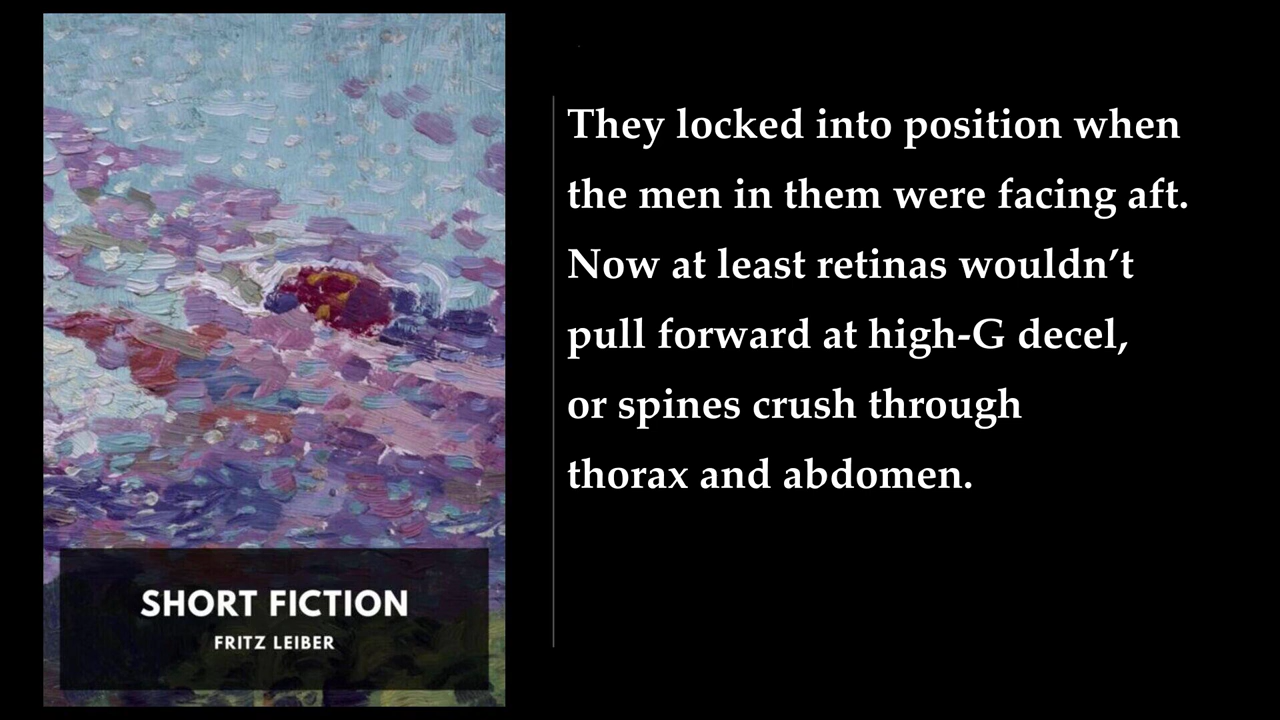 They locked into position when
the men in them were facing aft.
Now at least retinas wouldn’t
pull forward at high-G decel,
or spines crush through
thorax and abdomen.
SHORT FICTION
FRITZ LEIBER